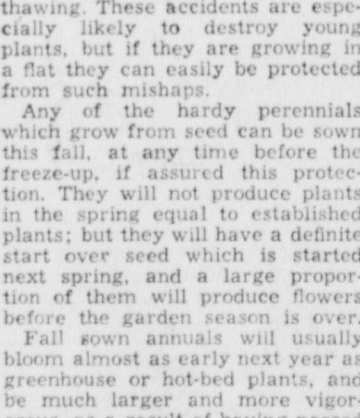 thawing. These accidents are espe-
cially likely to destroy young
plants, but if they are growing in
a flat they can easily be protected
from such mishaps.
Any of the hardy perennials
which grow from seed can be sown
this fall, at any time before the
freeze-up, if assured this protec-
tion. They will not produce plants
in the spring equal to established
plants; but they will have a definite
start over seed which is started
next spring, and a large propor-
tion of them will produce flowers
before the garden season is over.
Fall sown annuals will usually
bloom almost as early next year as
greenhouse or hot-bed plants, and
be much larger and more vigor-